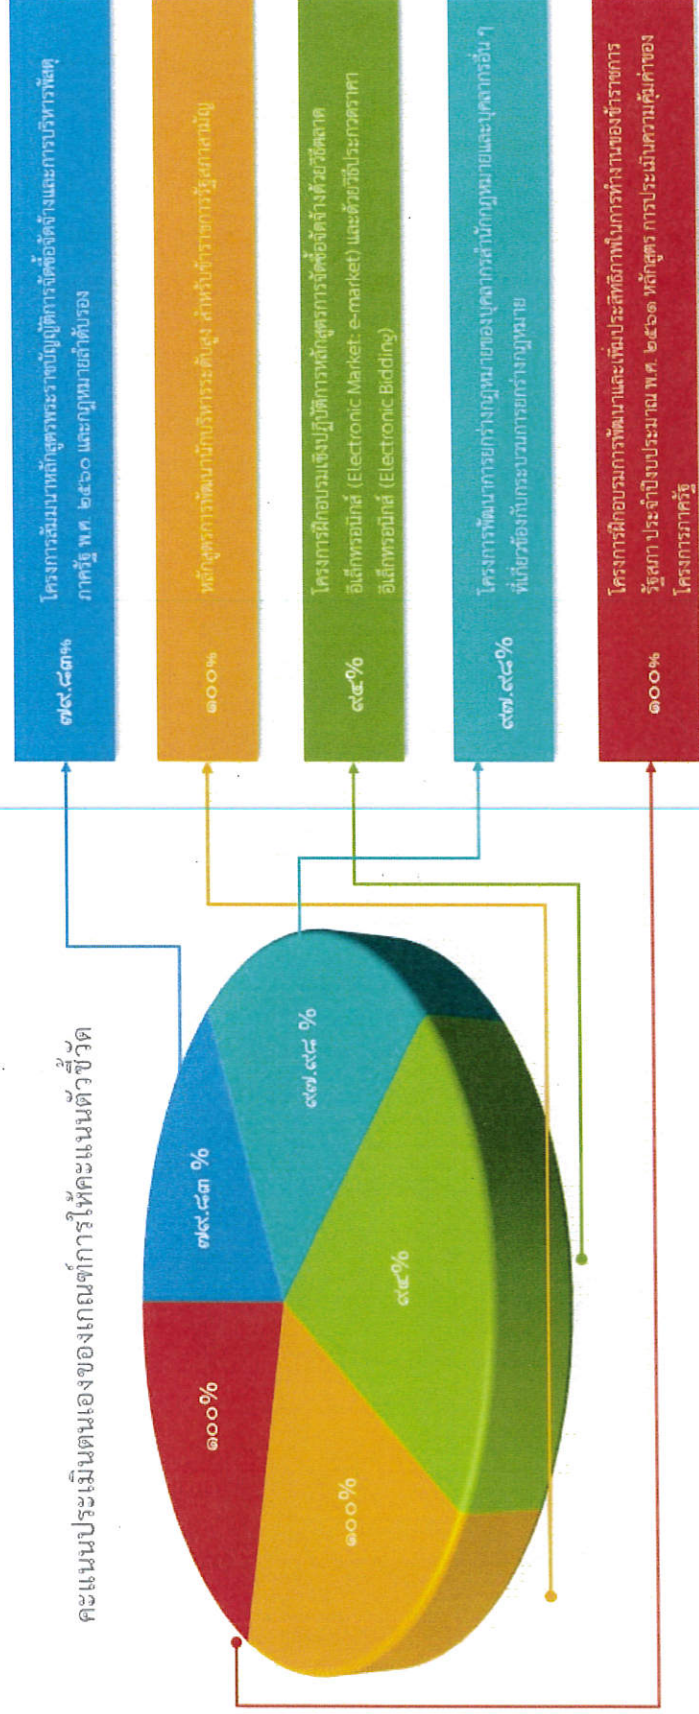 คะแนนประเมินตนเองของเกณฑ์การให้คะแนนตัวชี้วัด
๗๙.๘๓ %
๙๗.๙๘ %
๙๔%
๑๐๐%
๑๐๐%
๗๙.๘๓%
โครงการสัมมนาหลักสูตรพระราชบัญญัติการจัดซื้อจัดจ้างและการบริหารพัสดุ
ภาครัฐ พ.ศ. ๒๕๖๐ และกฎหมายลำดับรอง
๑๐๐%
หลักสูตรการพัฒนานักบริหารระดับสูง สำหรับข้าราชการรัฐสภาสามัญ
๙๔%
โครงการฝึกอบรมเชิงปฏิบัติการหลักสูตรการจัดซื้อจัดจ้างด้วยวิธีตลาด
อิเล็กทรอนิกส์ (Electronic Market: e-market) และด้วยวิธีประกวดราคา
อิเล็กทรอนิกส์ (Electronic Bidding)
๙๗.๙๘%
โครงการพัฒนาการยกร่างกฎหมายของบุคลากรสำนักกฎหมายและบุคลากรอื่น ๆ
ที่เกี่ยวข้องกับกระบวนการยกร่างกฎหมาย
๑๐๐%
โครงการฝึกอบรมการพัฒนาและเพิ่มประสิทธิภาพในการทำงานของข้าราชการ
รัฐสภา ประจำปีงบประมาณ พ.ศ. ๒๕๖๑ หลักสูตร การประเมินความคุ้มค่าของ
โครงการภาครัฐ